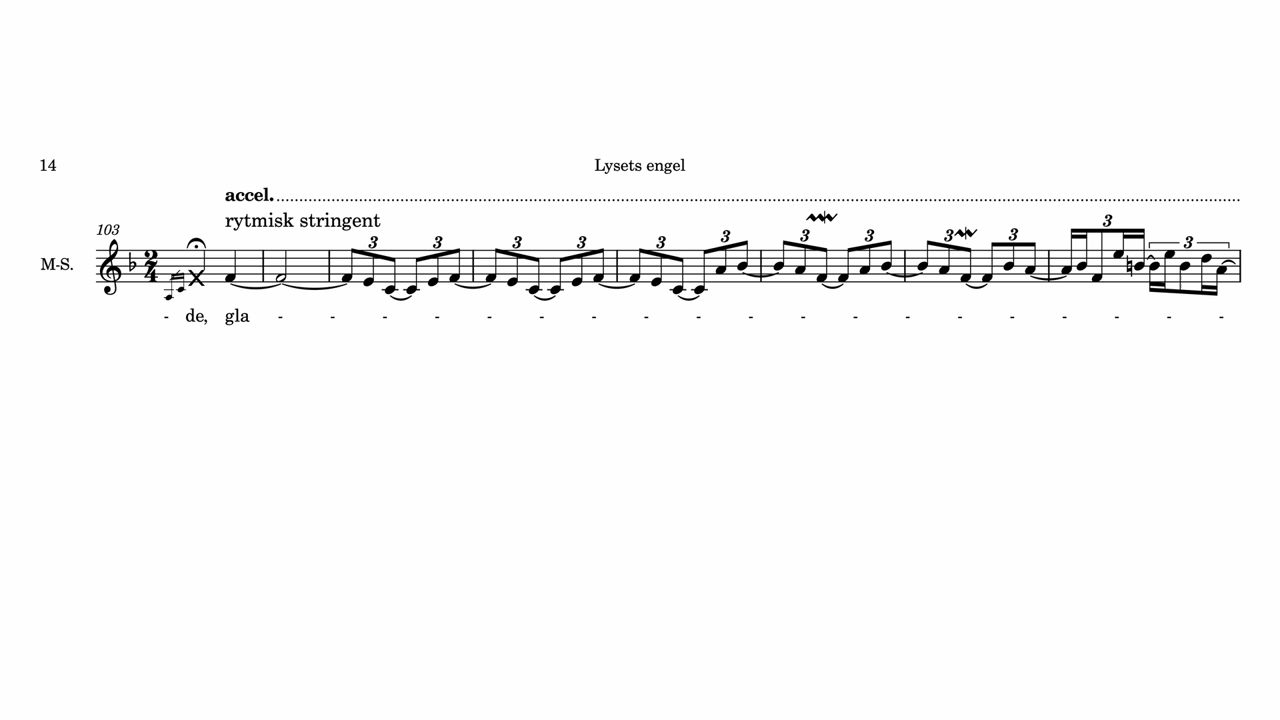 14 Lysets engel
accel.
rytmisk stringent
103
3 3 3 3 3 3 3 3 3 3 3 3
M-S.
2
4
- de, gla - - - - - - - - - - - - - - - - - - -